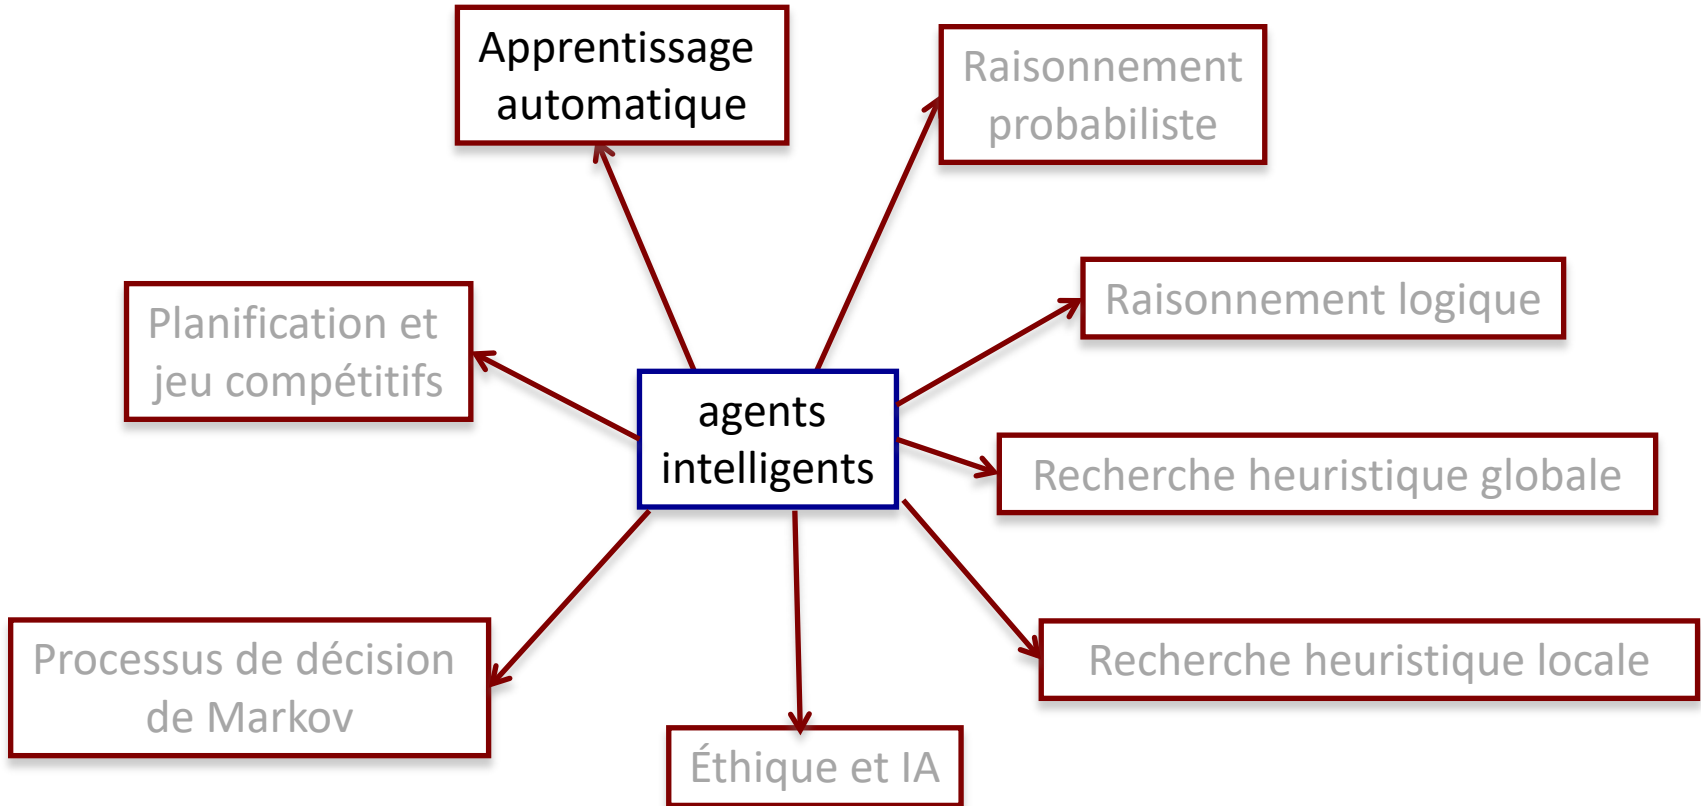 Apprentissage
automatique
Raisonnement
probabiliste
Raisonnement logique
Planification et
jeu compétitifs
agents
intelligents
Recherche heuristique globale
Processus de décision
de Markov
Recherche heuristique locale
Éthique et IA